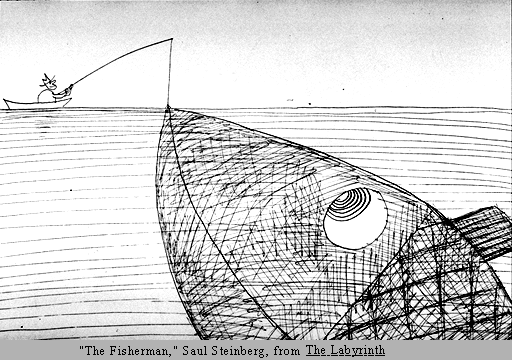 "The Fisherman," Saul Steinberg, from The Labyrinth